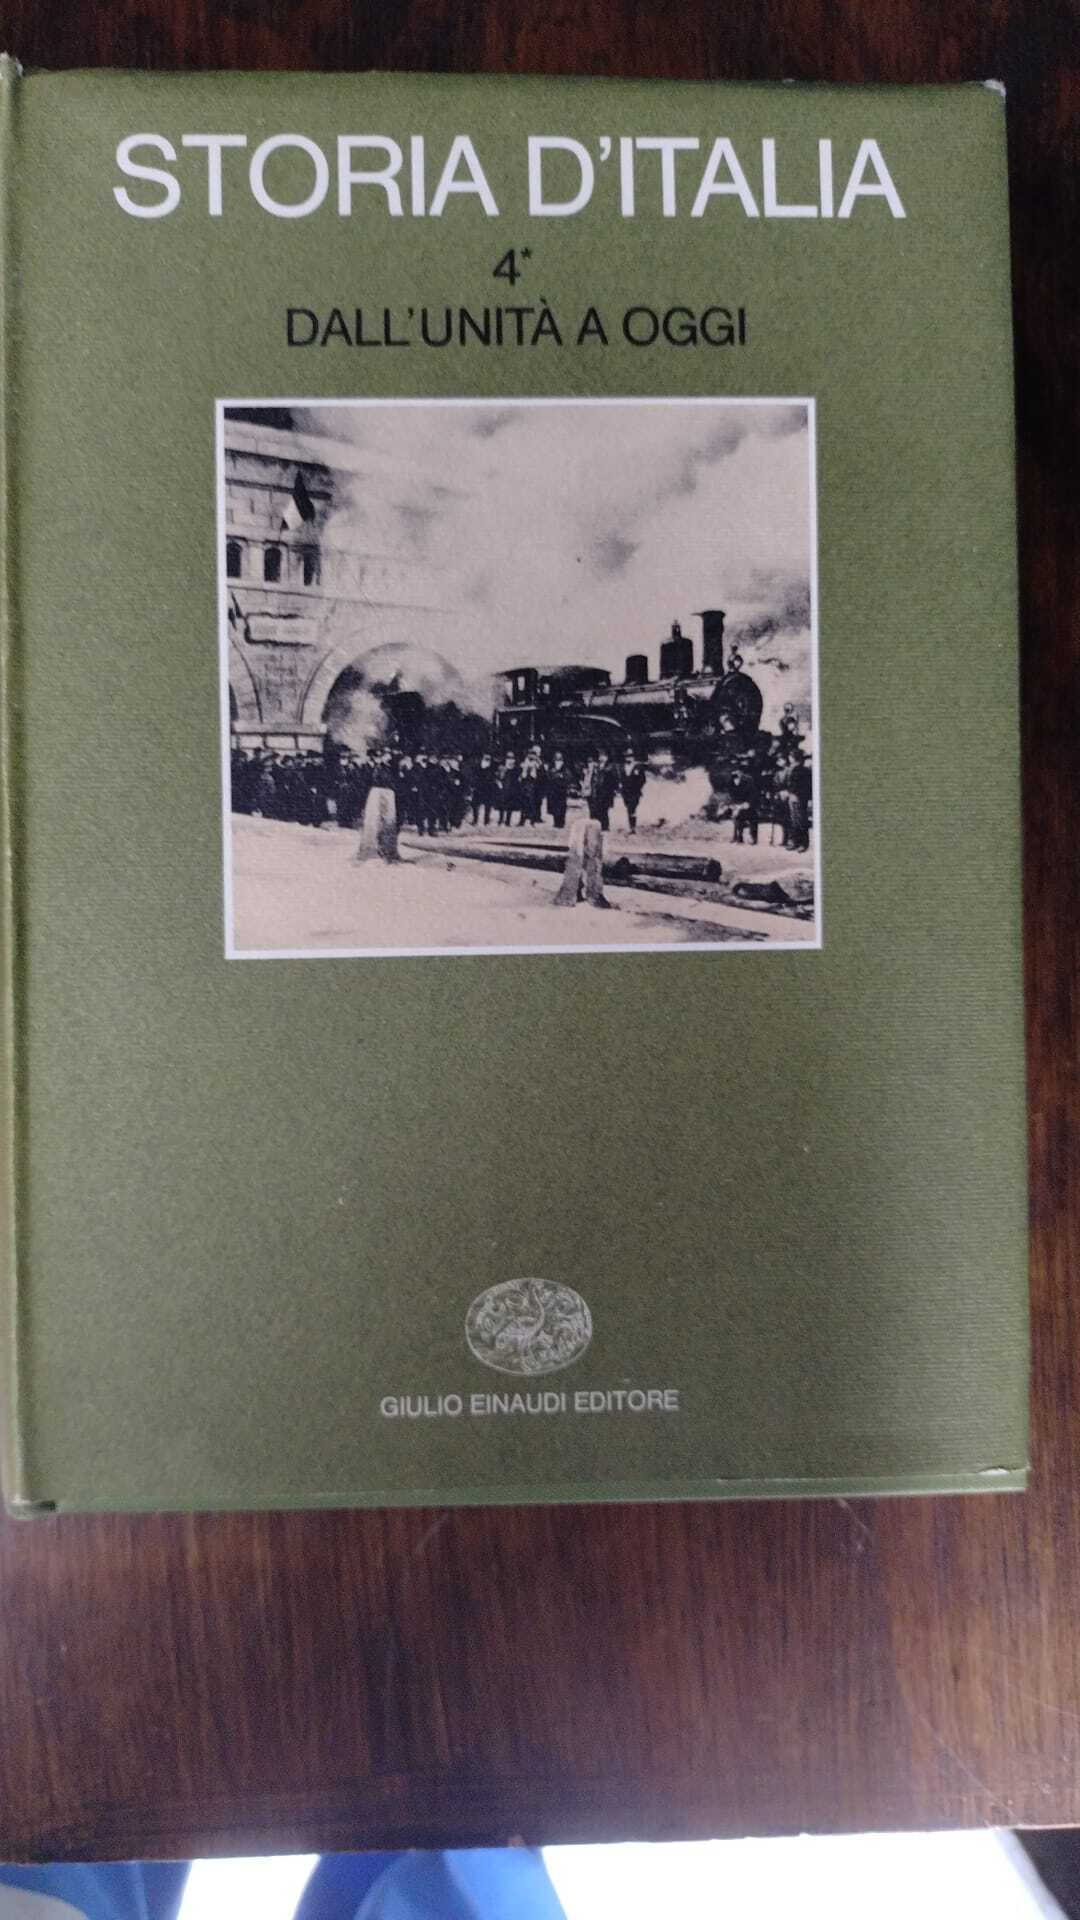 STORIA D'ITALIA
4*
DALL'UNITÀ A OGGI
GIULIO EINAUDI EDITORE